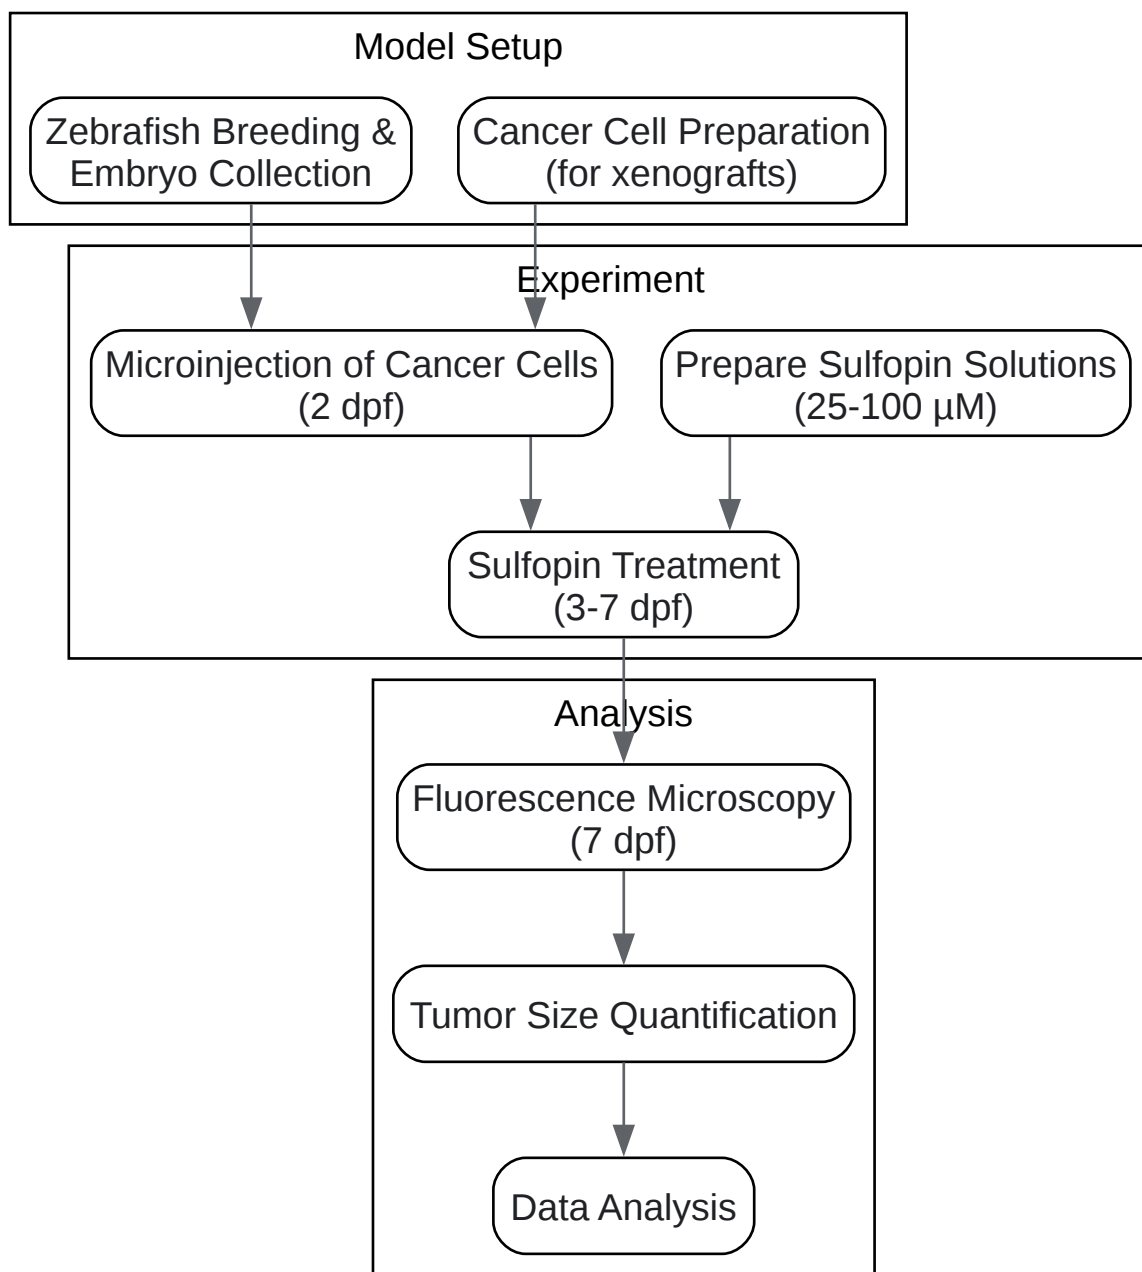 Model Setup
Zebrafish Breeding &
Embryo Collection
Cancer Cell Preparation
(for xenografts)
Experiment
Microinjection of Cancer Cells
(2 dpf)
Prepare Sulfopin Solutions
(25-100 µM)
Sulfopin Treatment
(3-7 dpf)
Analysis
Fluorescence Microscopy
(7 dpf)
Tumor Size Quantification
Data Analysis